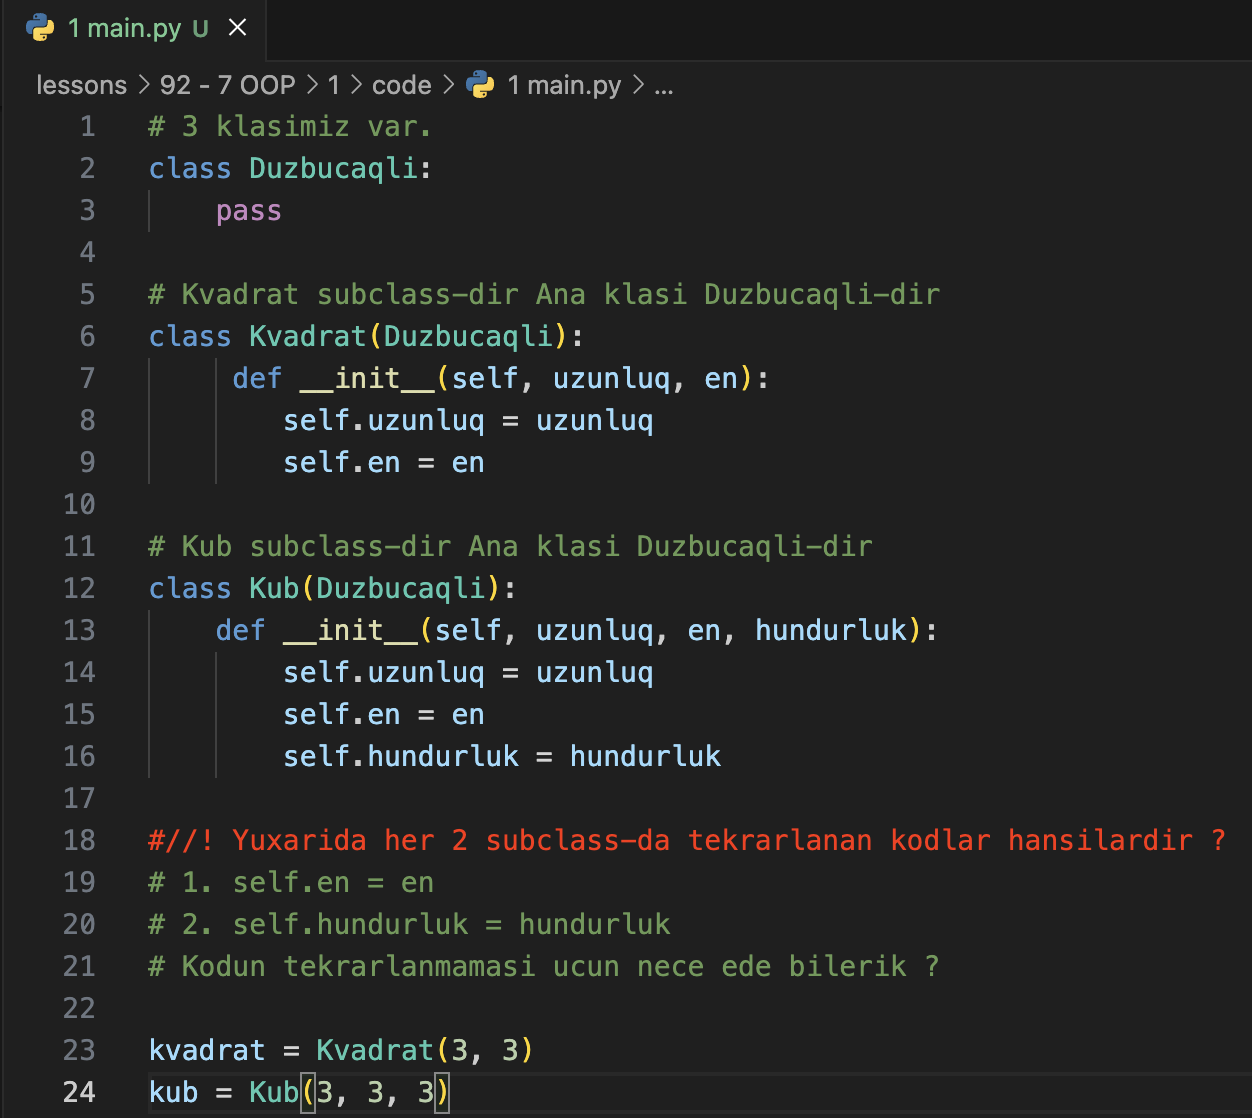 1 main.py U ×
lessons > 92 - 7 OOP > 1 > code > 1 main.py > ...
1 # 3 klasimiz var.
2 class Duzbucaqli:
3     pass
4
5 # Kvadrat subclass-dir Ana klasi Duzbucaqli-dir
6 class Kvadrat(Duzbucaqli):
7      def __init__(self, uzunluq, en):
8         self.uzunluq = uzunluq
9         self.en = en
10
11 # Kub subclass-dir Ana klasi Duzbucaqli-dir
12 class Kub(Duzbucaqli):
13     def __init__(self, uzunluq, en, hundurluk):
14         self.uzunluq = uzunluq
15         self.en = en
16         self.hundurluk = hundurluk
17
18 #//! Yuxarida her 2 subclass-da tekrarlanan kodlar hansilardir ?
19 # 1. self.en = en
20 # 2. self.hundurluk = hundurluk
21 # Kodun tekrarlanmamasi ucun nece ede bilerik ?
22
23 kvadrat = Kvadrat(3, 3)
24 kub = Kub(3, 3, 3)